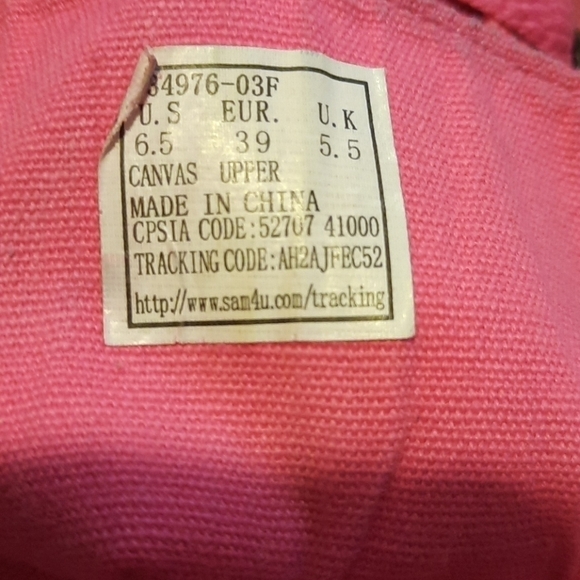 34976-03F
U.S EUR. U.K
6.5 39 5.5
CANVAS UPPER
MADE IN CHINA
CPSIA CODE:52707 41000
TRACKING CODE:AH2AJFEC52
http://www.sam4u.com/tracking